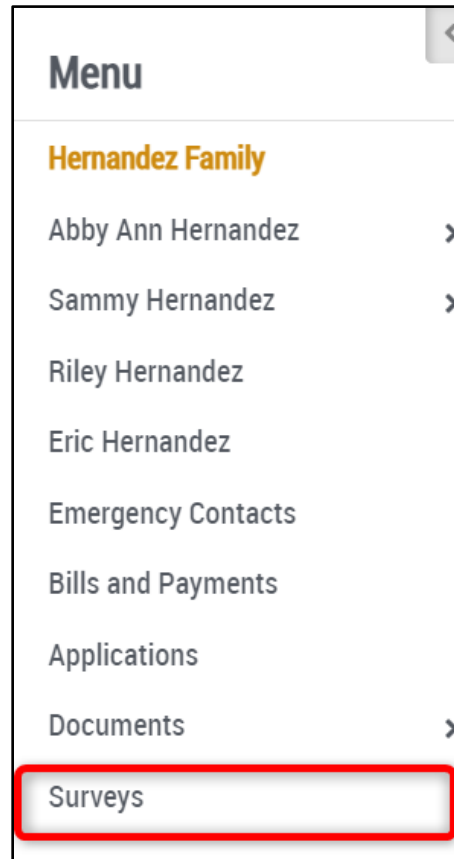 Menu
Hernandez Family
Abby Ann Hernandez
Sammy Hernandez
Riley Hernandez
Eric Hernandez
Emergency Contacts
Bills and Payments
Applications
Documents
Surveys